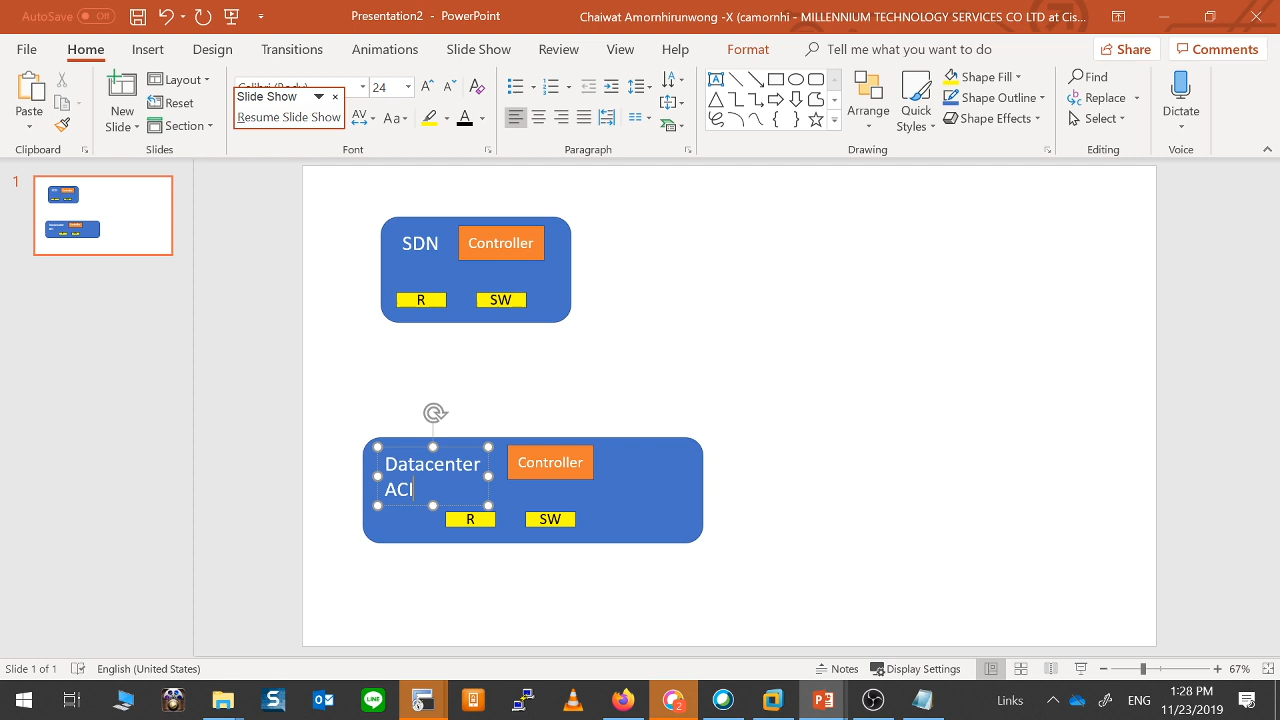 AutoSave Off
Presentation2 - PowerPoint
Chaiwat Amornhirunwong -X (camornhi - MILLENNIUM TECHNOLOGY SERVICES CO LTD at Cis...
File Home Insert Design Transitions Animations Slide Show Review View Help Format Tell me what you want to do Share Comments
Paste
Clipboard
New Slide
Layout
Reset
Section
Slides
Slide Show
Resume Slide Show
24
Aa
Font
Paragraph
Arrange
Quick Styles
Shape Fill
Shape Outline
Shape Effects
Drawing
Find
Replace
Select
Editing
Dictate
Voice
1
SDN
Controller
R
SW
Datacenter
ACI
Controller
R
SW
Slide 1 of 1
English (United States)
Notes
Display Settings
67%
Links
ENG
1:28 PM
11/23/2019